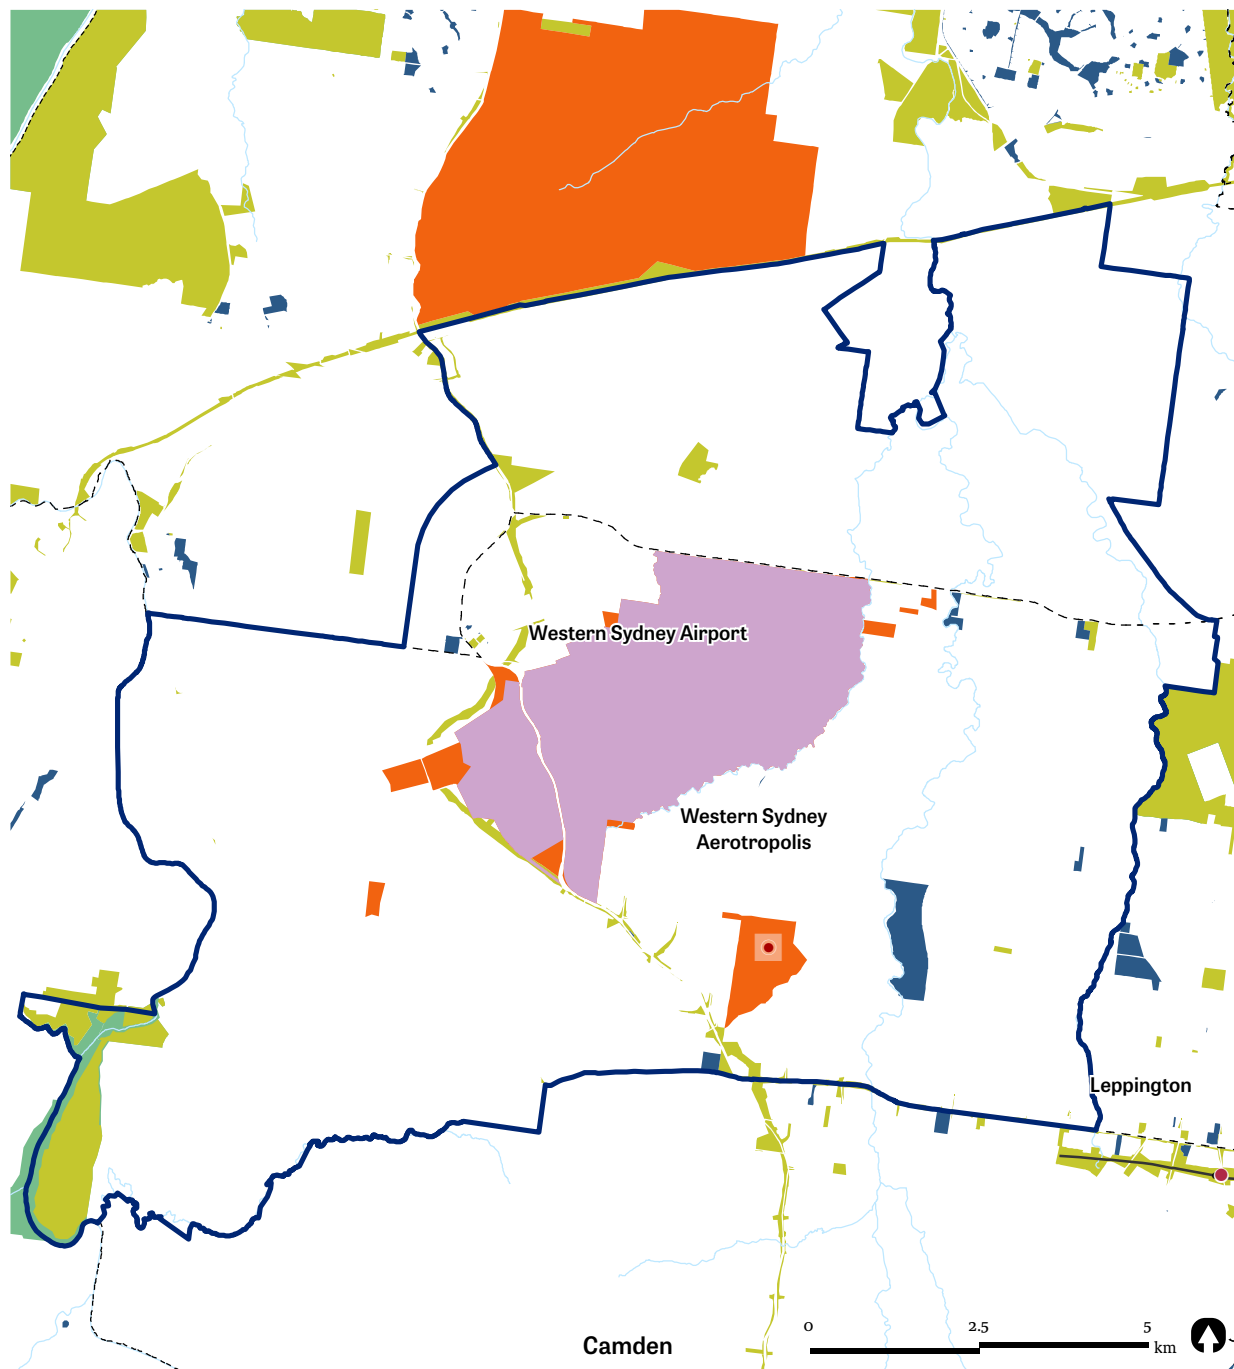 Western Sydney Airport
Western Sydney
Aerotropolis
Leppington
Camden
0 2.5 5
km